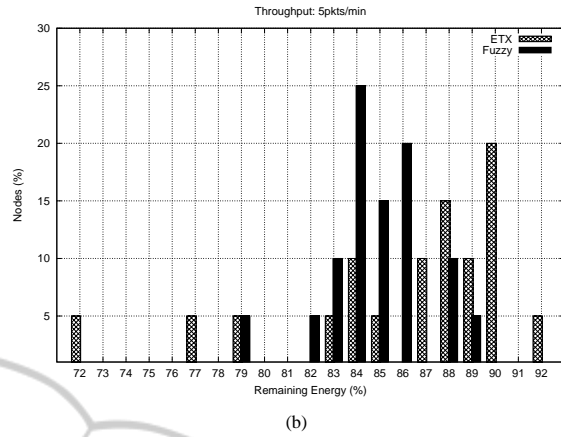 Throughput: 5pkts/min
ETX
Fuzzy
30
25
20
15
10
5
Nodes (%)
72 73 74 75 76 77 78 79 80 81 82 83 84 85 86 87 88 89 90 91 92
Remaining Energy (%)
(b)